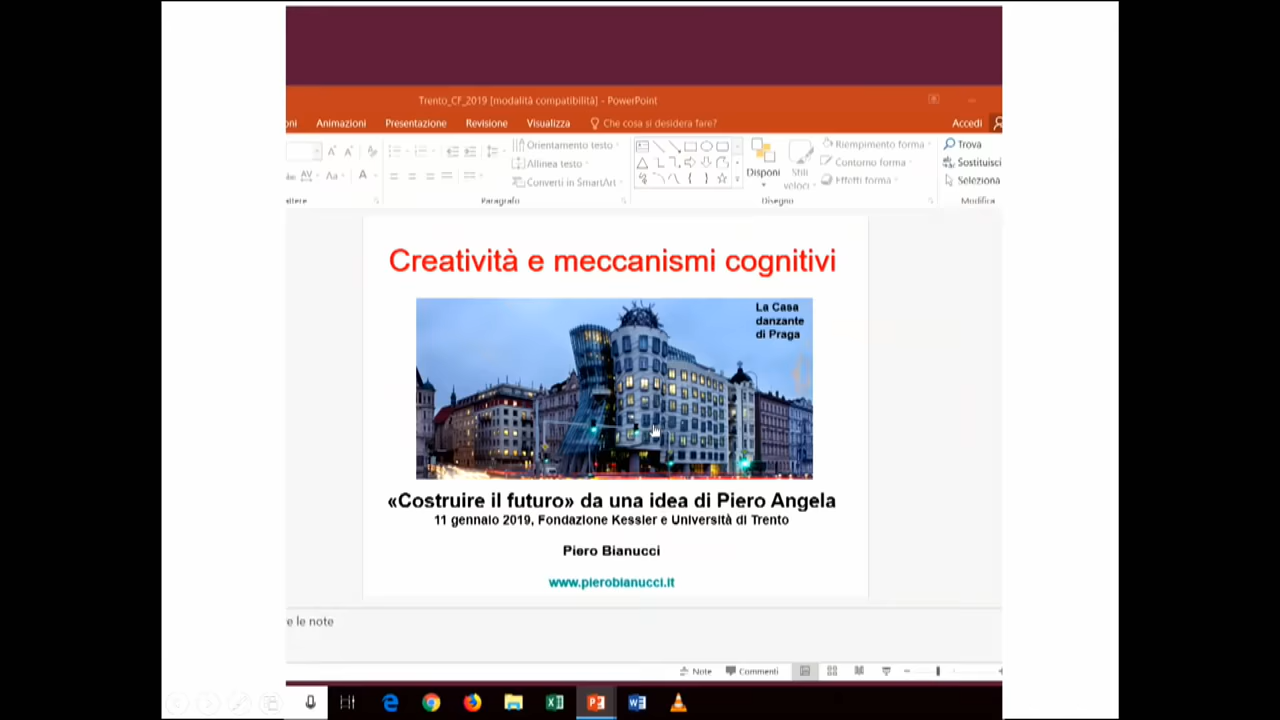 Trento_CF_2019 [modalità compatibilità] - PowerPoint
oni Animazioni Presentazione Revisione Visualizza Che cosa si desidera fare? Accedi
Orientamento testo
Allinea testo
Converti in SmartArt
Disponi
Stili
veloci
Riempimento forma
Contorno forma
Effetti forma
Trova
Sostituisci
Seleziona
attere Paragrafo Disegno Modifica
Creatività e meccanismi cognitivi
La Casa
danzante
di Praga
«Costruire il futuro» da una idea di Piero Angela
11 gennaio 2019, Fondazione Kessler e Università di Trento
Piero Bianucci
www.pierobianucci.it
e le note
Note Commenti